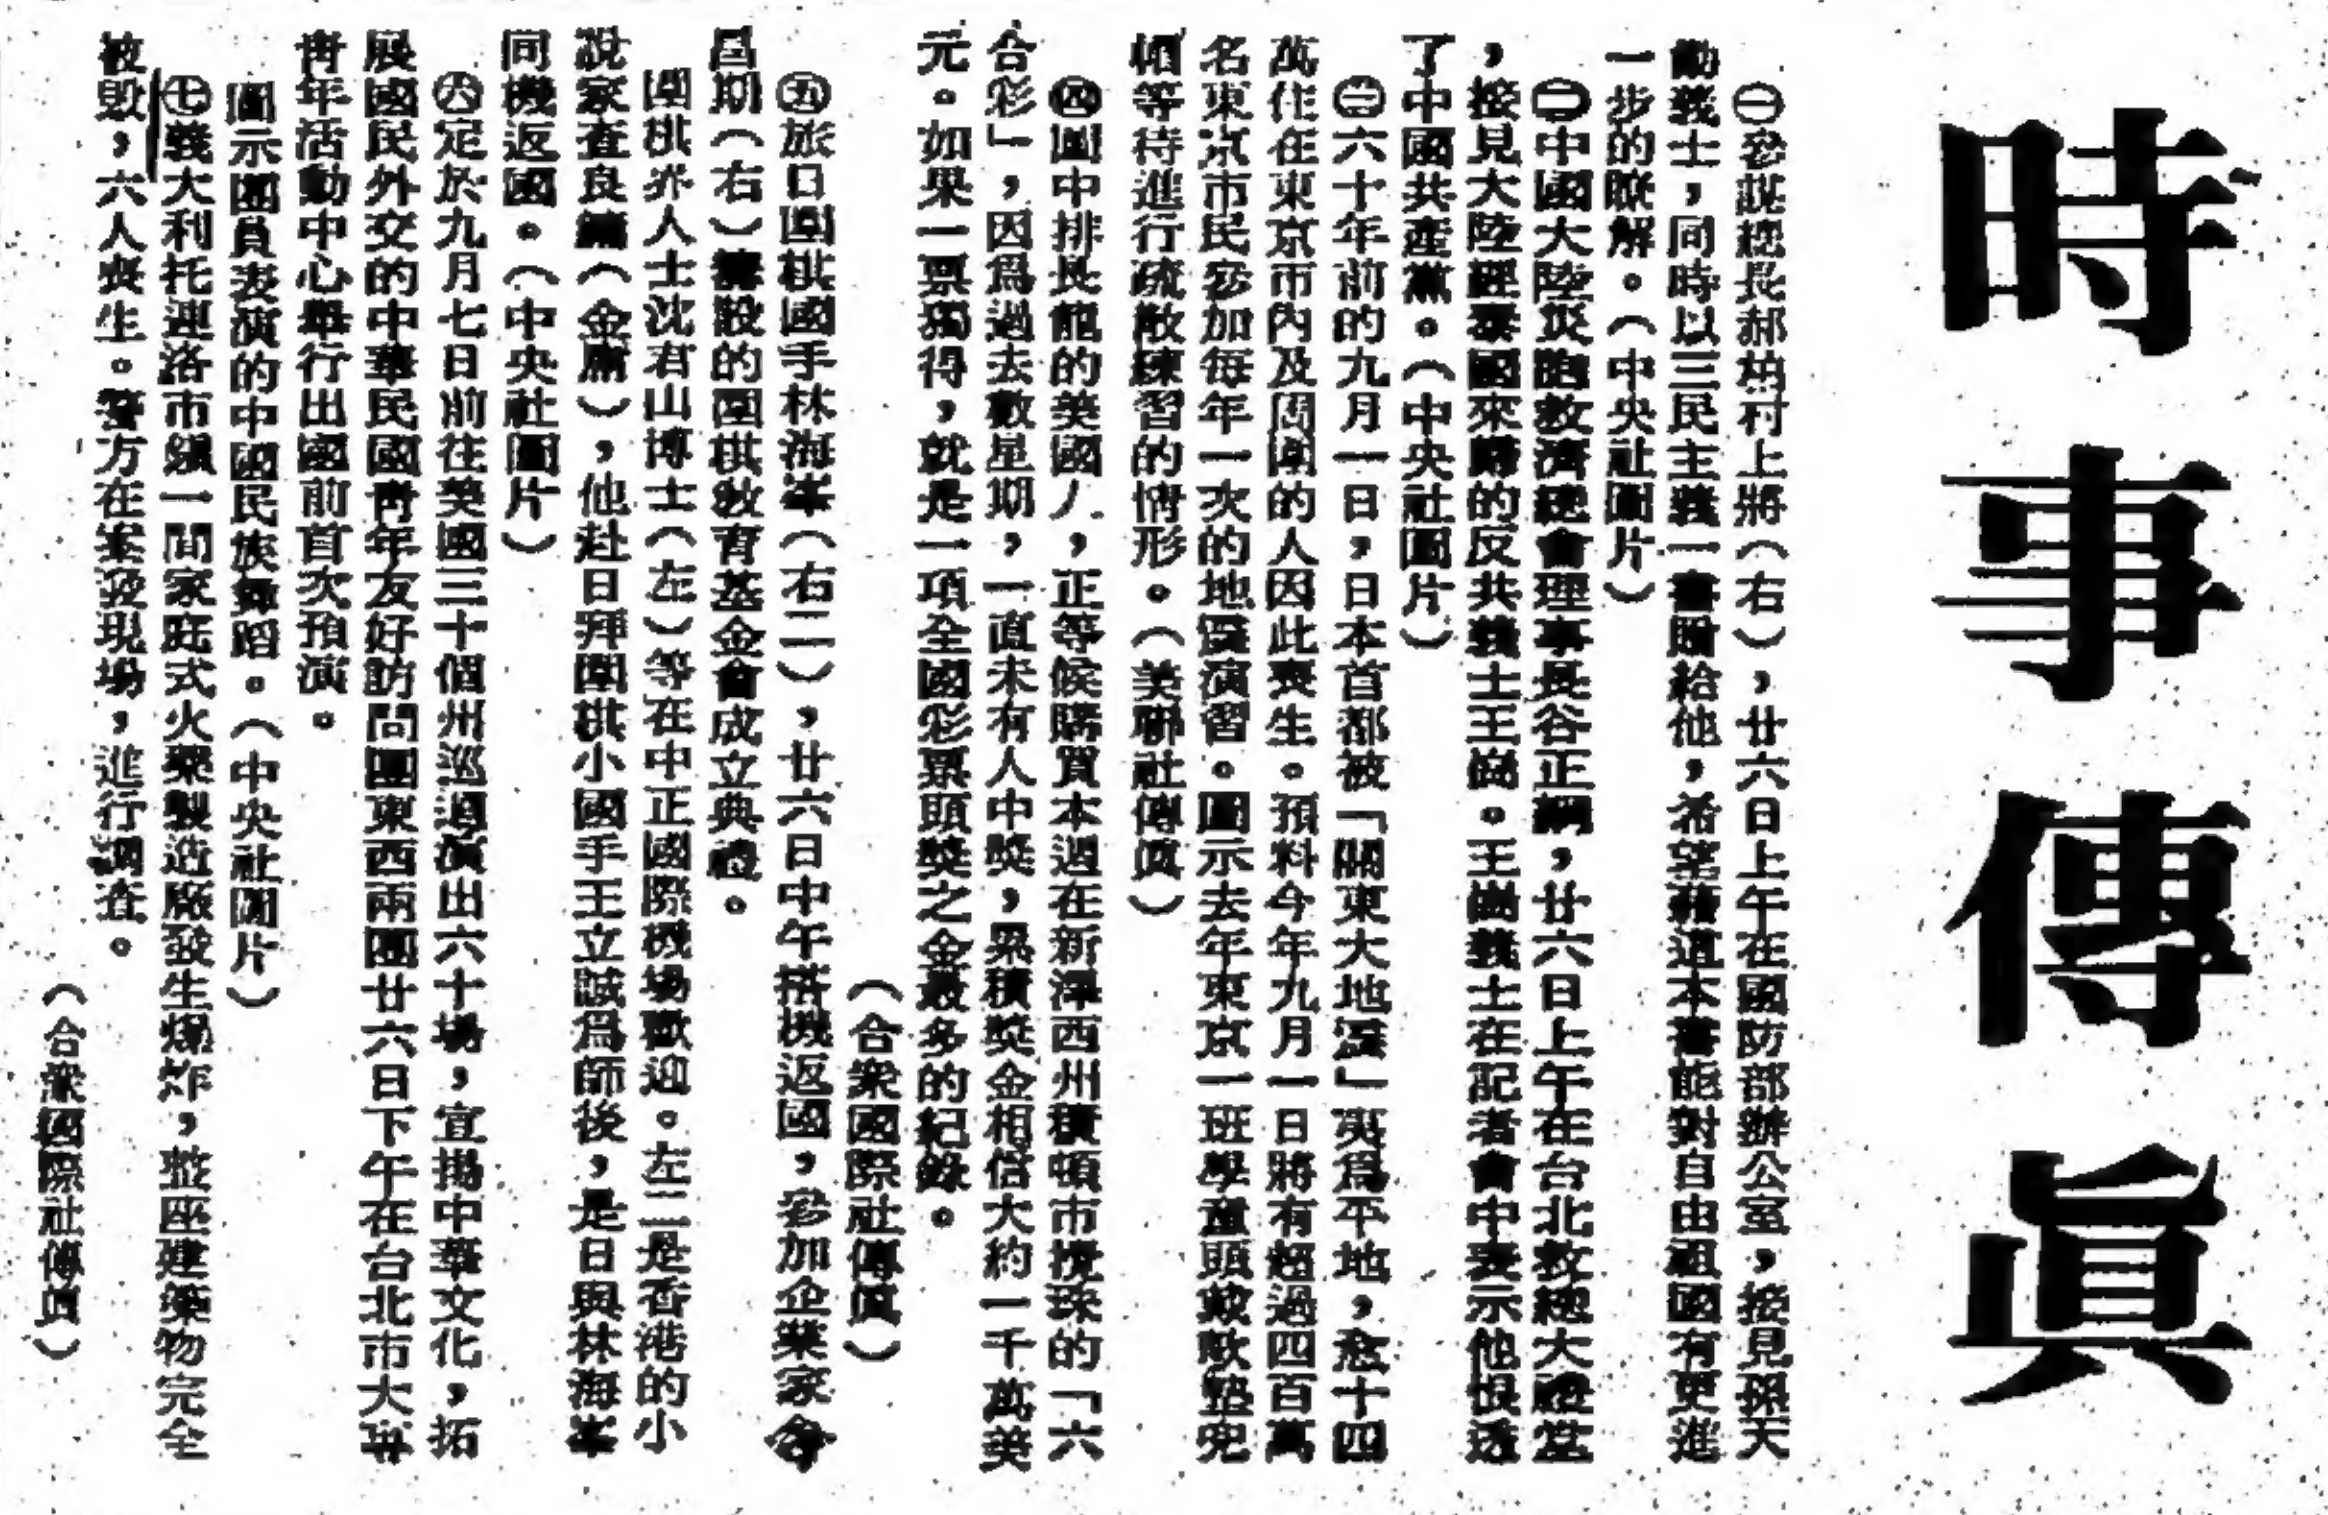 時事傳眞
㊀參謀總長郝柏村上將（右），廿六日上午在國防部辦公室，接見孫天
勤義士，同時以三民主義一書贈給他，希望藉這本書能對自由祖國有更進
一步的瞭解。（中央社圖片）
㊁中國大陸災胞救濟總會理事長谷正綱，廿六日上午在台北救總大禮堂
，接見大陸經泰國來歸的反共義士王崗。王崗義士在記者會中表示他恨透
了中國共產黨。（中央社圖片）
㊂六十年前的九月一日，日本首都被「關東大地震」夷爲平地，愈十四
萬住在東京市內及周圍的人因此喪生。預料今年九月一日將有超過四百萬
名東京市民參加每年一次的地震演習。圖示去年東京一班學童頭戴軟墊兜
帽等待進行疏散練習的情形。（美聯社傳眞）
㊃圖中排長龍的美國人，正等候購買本週在新澤西州積頓市攪珠的「六
合彩」，因爲過去數星期，一直未有人中獎，累積獎金相信大約一千萬美
元。如果一票獨得，就是一項全國彩票頭獎之金最多的紀錄。
（合衆國際社傳眞）
㊄旅日圍棋國手林海峯（右二），廿六日中午搭機返國，參加企業家
昌期（右）籌設的圍棋敎育基金會成立典禮。
圍棋界人士沈君山博士（左）等在中正國際機場歡迎。左二是香港的小
說家查良鏞（金庸），他赴日拜圍棋小國手王立誠爲師後，是日與林海峯
同機返國。（中央社圖片）
㊅定於九月七日前往美國三十個州巡迴演出六十場，宣揚中華文化，拓
展國民外交的中華民國靑年友好訪問團東西兩團廿六日下午在台北市大專
靑年活動中心舉行出國前首次預演。
圖示團員表演的中國民族舞蹈。（中央社圖片）
㊆義大利托連洛市鎭一間家庭式火藥製造廠發生爆炸，整座建築物完全
被毁，六人喪生。警方在案發現場，進行調查。
（合衆國際社傳眞）